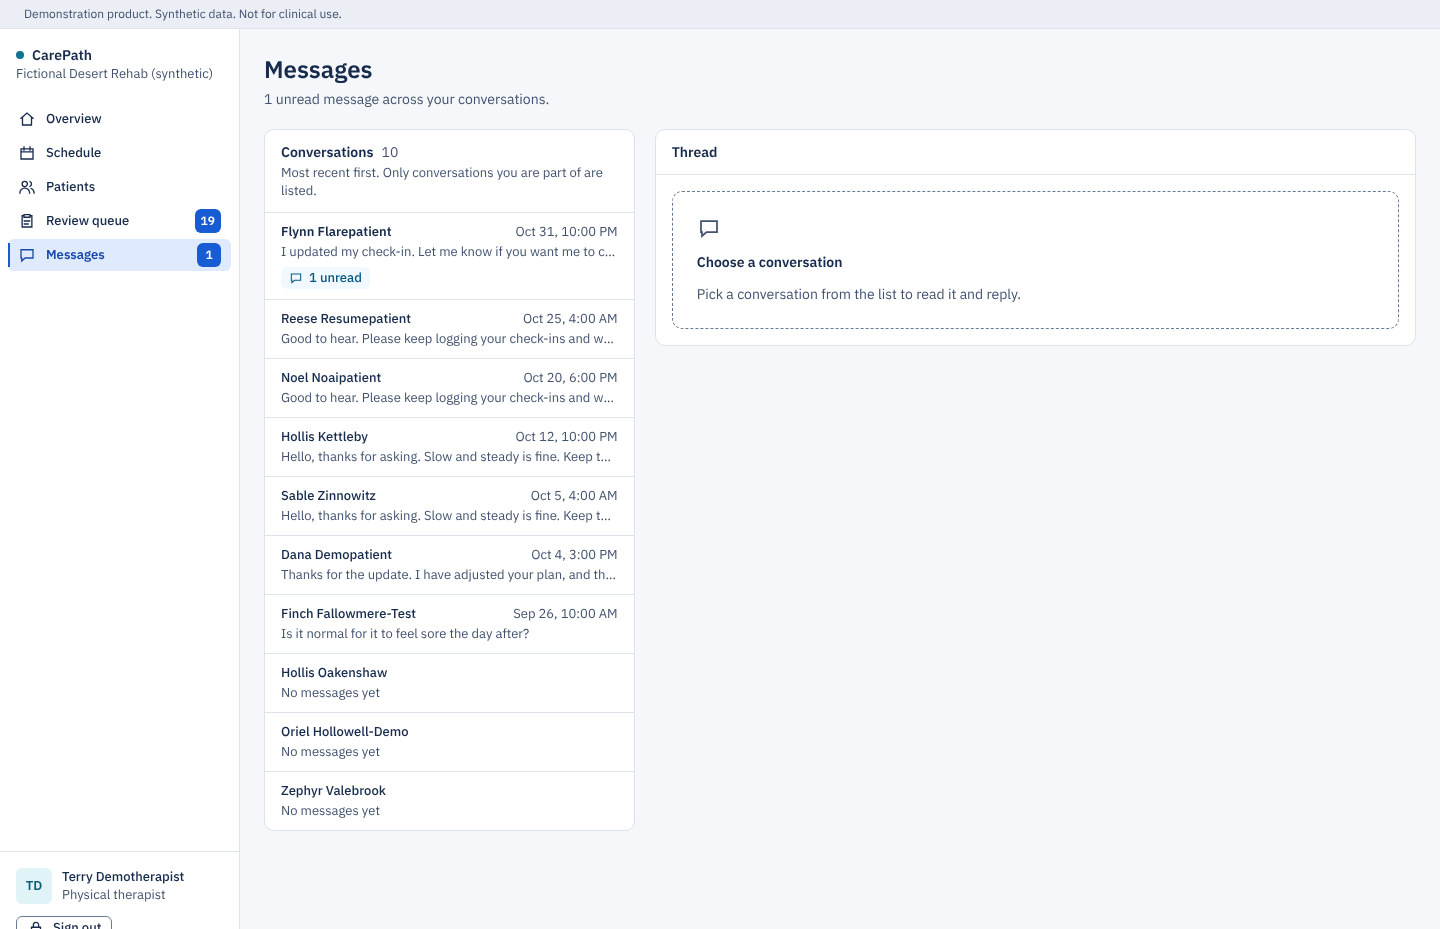 Demonstration product. Synthetic data. Not for clinical use.
CarePath
Fictional Desert Rehab (synthetic)
Overview
Schedule
Patients
Review queue 19
Messages 1
Terry Demotherapist
TD
Physical therapist
Sign out
Messages
1 unread message across your conversations.
Conversations 10
Most recent first. Only conversations you are part of are
listed.
Flynn Flarepatient Oct 31, 10:00 PM
I updated my check-in. Let me know if you want me to c...
1 unread
Reese Resumepatient Oct 25, 4:00 AM
Good to hear. Please keep logging your check-ins and w...
Noel Noaipatient Oct 20, 6:00 PM
Good to hear. Please keep logging your check-ins and w...
Hollis Kettleby Oct 12, 10:00 PM
Hello, thanks for asking. Slow and steady is fine. Keep t...
Sable Zinnowitz Oct 5, 4:00 AM
Hello, thanks for asking. Slow and steady is fine. Keep t...
Dana Demopatient Oct 4, 3:00 PM
Thanks for the update. I have adjusted your plan, and th...
Finch Fallowmere-Test Sep 26, 10:00 AM
Is it normal for it to feel sore the day after?
Hollis Oakenshaw
No messages yet
Oriel Hollowell-Demo
No messages yet
Zephyr Valebrook
No messages yet
Thread
Choose a conversation
Pick a conversation from the list to read it and reply.